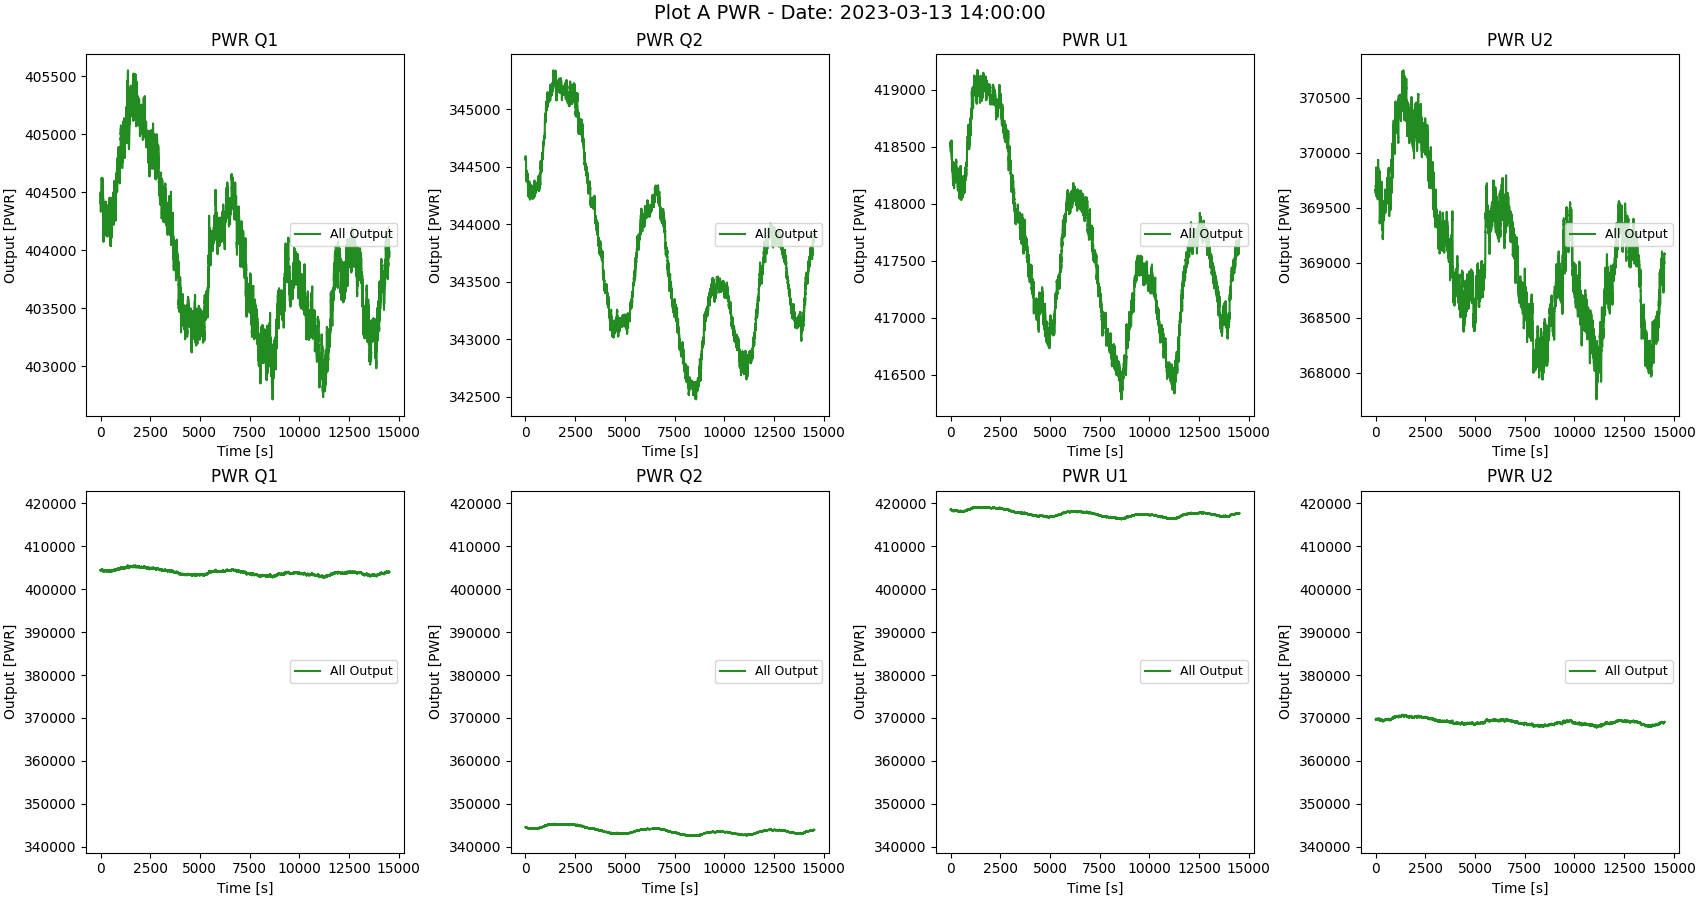 Plot A PWR - Date: 2023-03-13 14:00:00
PWR Q1
Output [PWR]
405500
405000
404500
404000
403500
403000
All Output
0 2500 5000 7500 10000 12500 15000
Time [s]
PWR Q2
Output [PWR]
345000
344500
344000
343500
343000
342500
All Output
0 2500 5000 7500 10000 12500 15000
Time [s]
PWR U1
Output [PWR]
419000
418500
418000
417500
417000
416500
All Output
0 2500 5000 7500 10000 12500 15000
Time [s]
PWR U2
Output [PWR]
370500
370000
369500
369000
368500
368000
All Output
0 2500 5000 7500 10000 12500 15000
Time [s]
PWR Q1
Output [PWR]
420000
410000
400000
390000
380000
370000
360000
350000
340000
All Output
0 2500 5000 7500 10000 12500 15000
Time [s]
PWR Q2
Output [PWR]
420000
410000
400000
390000
380000
370000
360000
350000
340000
All Output
0 2500 5000 7500 10000 12500 15000
Time [s]
PWR U1
Output [PWR]
420000
410000
400000
390000
380000
370000
360000
350000
340000
All Output
0 2500 5000 7500 10000 12500 15000
Time [s]
PWR U2
Output [PWR]
420000
410000
400000
390000
380000
370000
360000
350000
340000
All Output
0 2500 5000 7500 10000 12500 15000
Time [s]